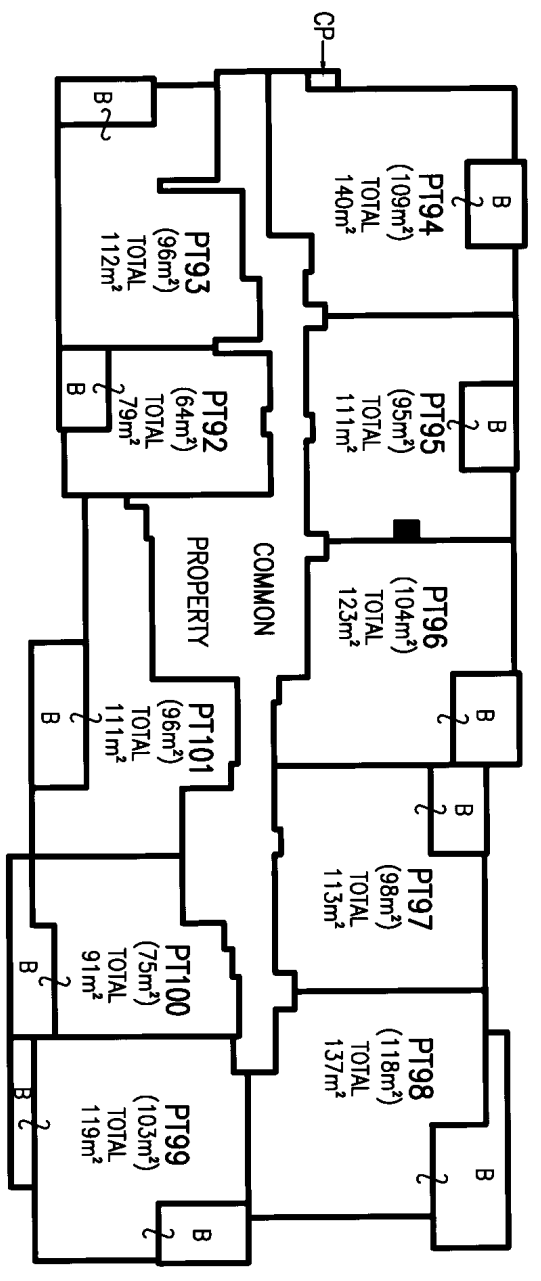 CP
B
PT94
(109m²)
TOTAL
140m²
B
PT95
(95m²)
TOTAL
111m²
B
PT96
(104m²)
TOTAL
123m²
B
PT97
(98m²)
TOTAL
113m²
B
PT98
(118m²)
TOTAL
137m²
B
COMMON
PROPERTY
B
PT93
(96m²)
TOTAL
112m²
PT92
(64m²)
TOTAL
79m²
B
PT101
(96m²)
TOTAL
111m²
B
PT100
(75m²)
TOTAL
91m²
B
PT99
(103m²)
TOTAL
119m²
B
B